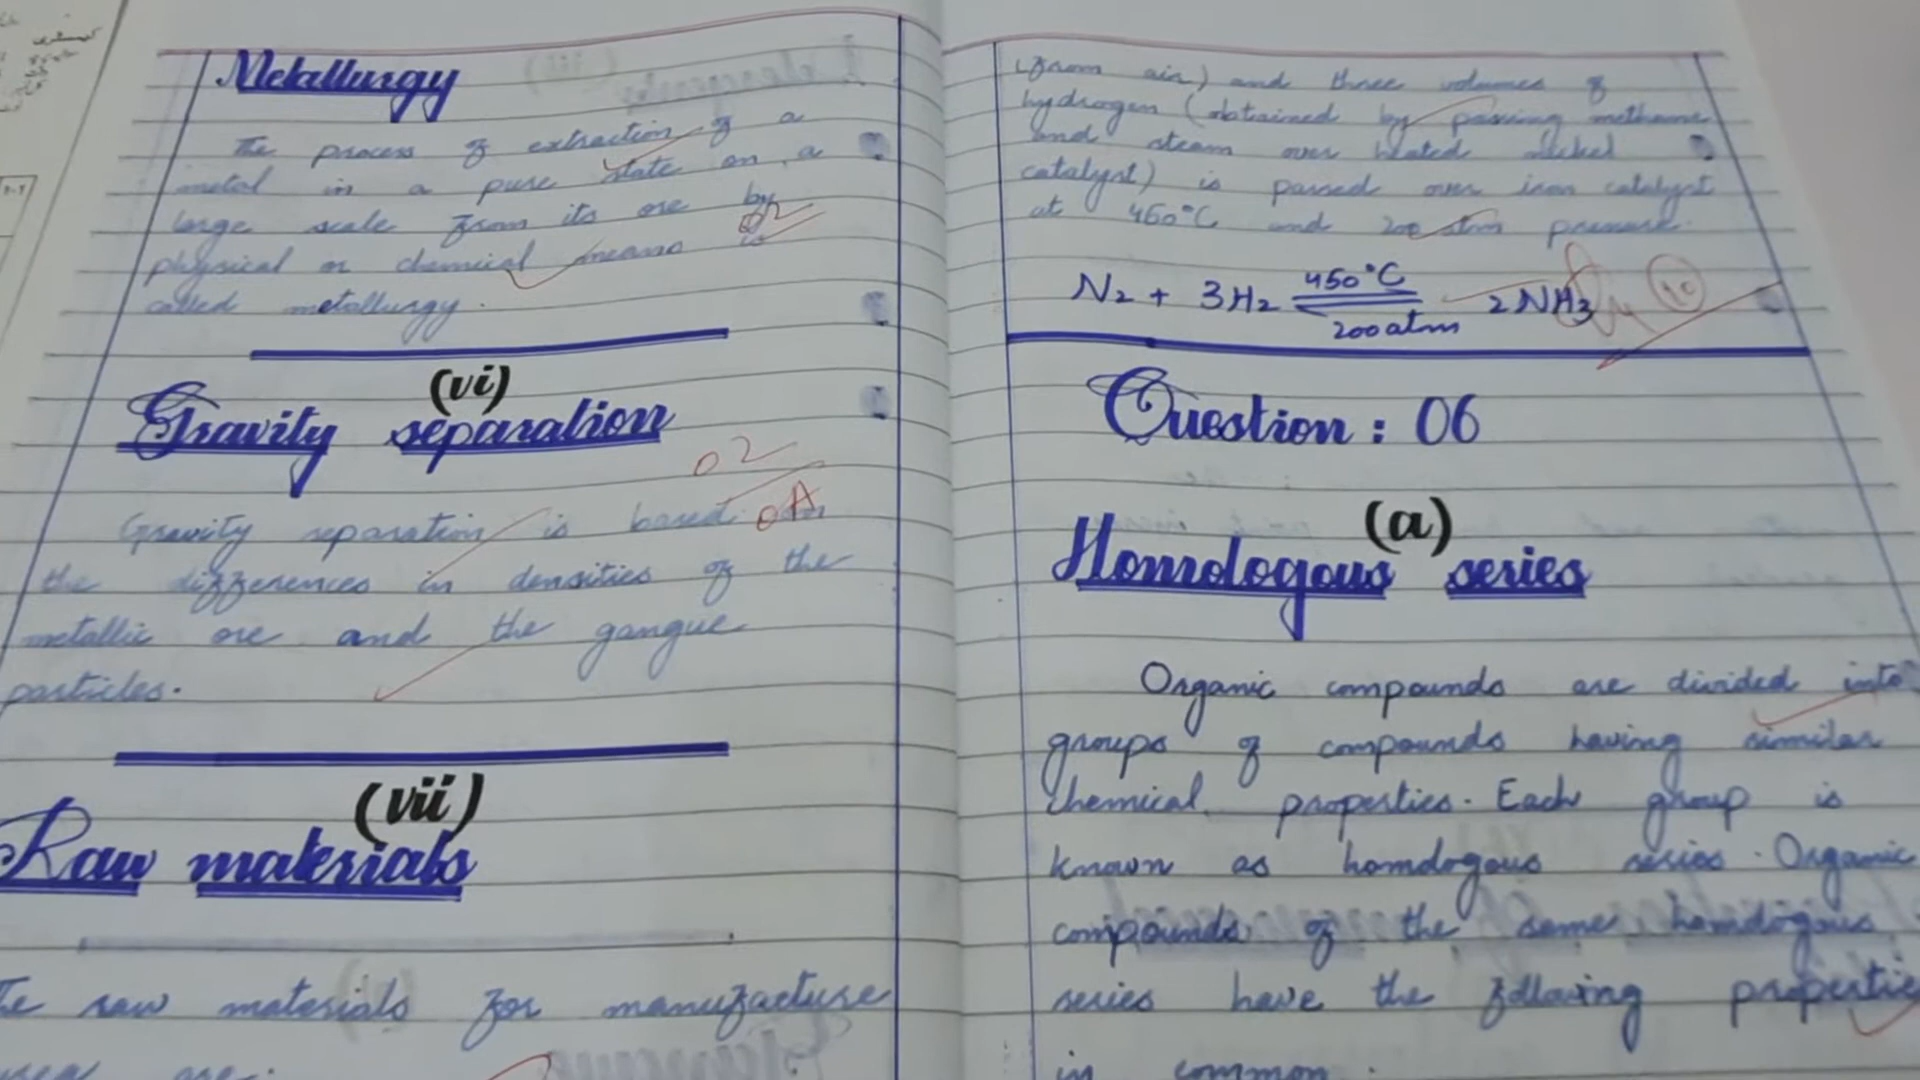 Metallurgy
The process of extraction of a
metal in a pure state on a
large scale from its ore by
physical or chemical means is
called metallurgy.
02
(vi)
Gravity separation
02
Gravity separation is based on
the differences in densities of the
metallic ore and the gangue
particles.
(vii)
Raw materials
The raw materials for manufacture
are:
(from air) and three volumes of
hydrogen (obtained by passing methane
and steam over heated nickel
catalyst) is passed over iron catalyst
at 450°C and 200 atm pressure.
N2 + 3H2 450°C 200 atm 2NH3
Question: 06
(a)
Homologous series
Organic compounds are divided into
groups of compounds having similar
chemical properties. Each group is
known as homologous series. Organic
compounds of the same homologous
series have the following properties
in common.